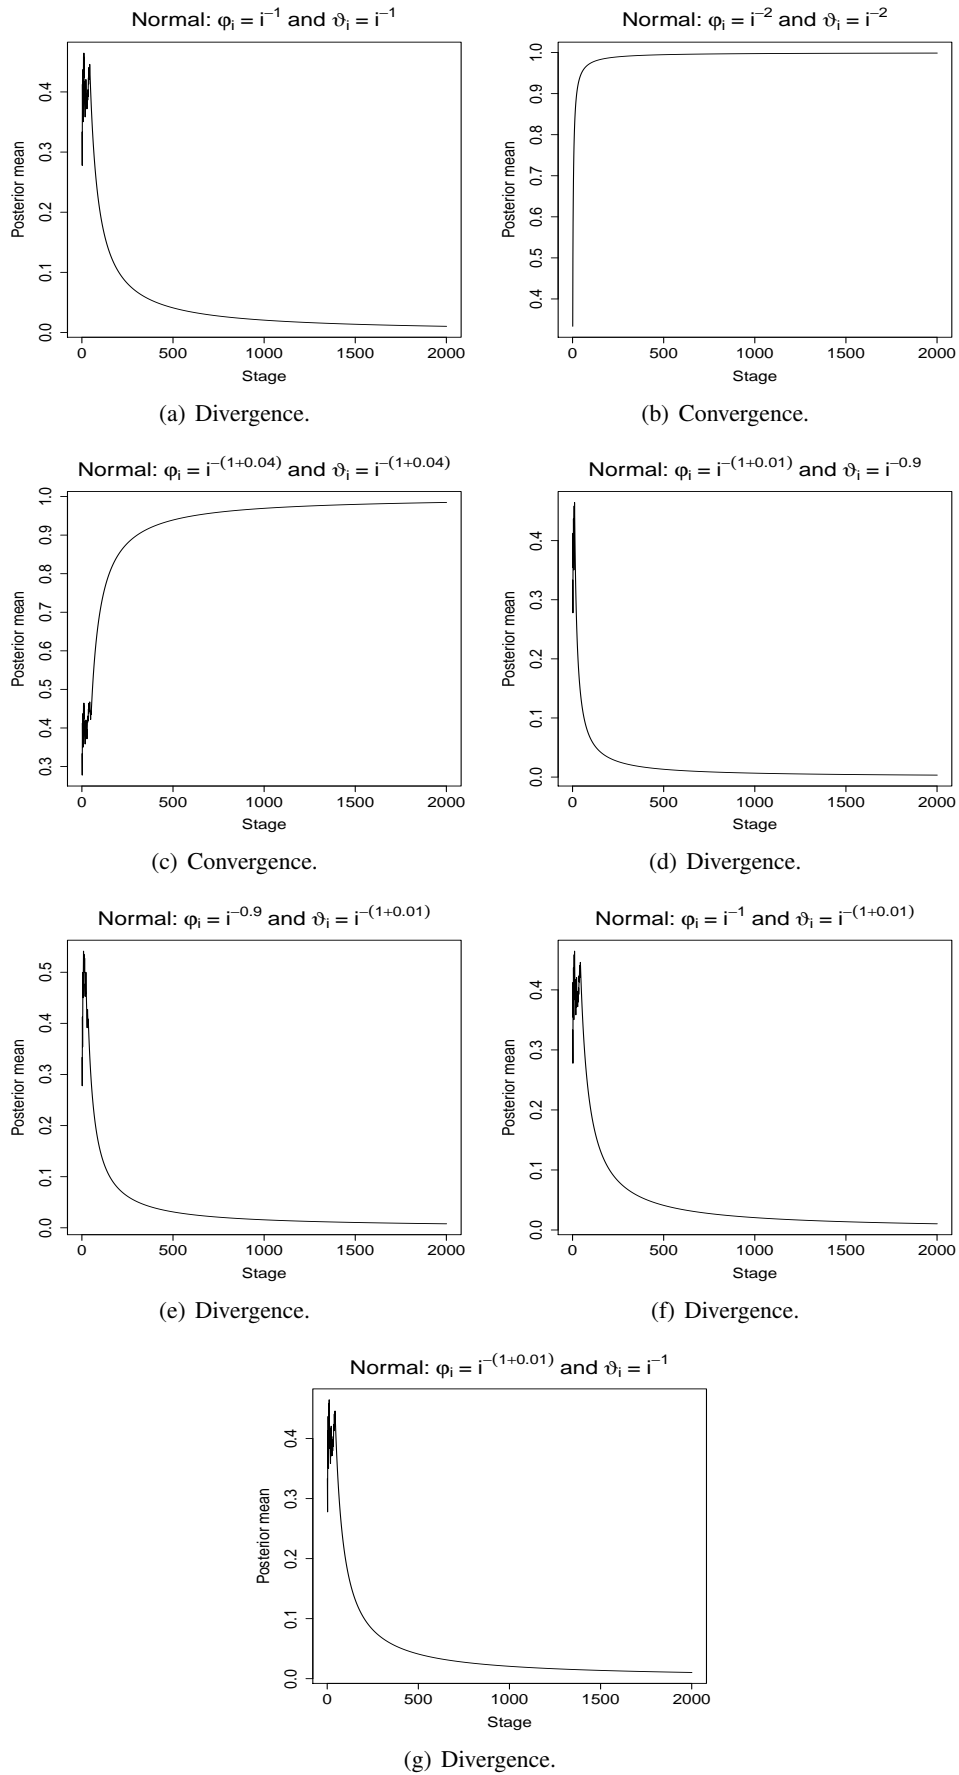 Normal: φᵢ = i⁻¹ and ϑᵢ = i⁻¹
Posterior mean
0.4
0.3
0.2
0.1
0.0
0 500 1000 1500 2000
Stage
(a) Divergence.
Normal: φᵢ = i⁻² and ϑᵢ = i⁻²
Posterior mean
1.0
0.9
0.8
0.7
0.6
0.5
0.4
0 500 1000 1500 2000
Stage
(b) Convergence.
Normal: φᵢ = i⁻⁽¹⁺⁰·⁰⁴⁾ and ϑᵢ = i⁻⁽¹⁺⁰·⁰⁴⁾
Posterior mean
1.0
0.9
0.8
0.7
0.6
0.5
0.4
0.3
0 500 1000 1500 2000
Stage
(c) Convergence.
Normal: φᵢ = i⁻⁽¹⁺⁰·⁰¹⁾ and ϑᵢ = i⁻⁰·⁹
Posterior mean
0.4
0.3
0.2
0.1
0.0
0 500 1000 1500 2000
Stage
(d) Divergence.
Normal: φᵢ = i⁻⁰·⁹ and ϑᵢ = i⁻⁽¹⁺⁰·⁰¹⁾
Posterior mean
0.5
0.4
0.3
0.2
0.1
0.0
0 500 1000 1500 2000
Stage
(e) Divergence.
Normal: φᵢ = i⁻¹ and ϑᵢ = i⁻⁽¹⁺⁰·⁰¹⁾
Posterior mean
0.4
0.3
0.2
0.1
0.0
0 500 1000 1500 2000
Stage
(f) Divergence.
Normal: φᵢ = i⁻⁽¹⁺⁰·⁰¹⁾ and ϑᵢ = i⁻¹
Posterior mean
0.4
0.3
0.2
0.1
0.0
0 500 1000 1500 2000
Stage
(g) Divergence.